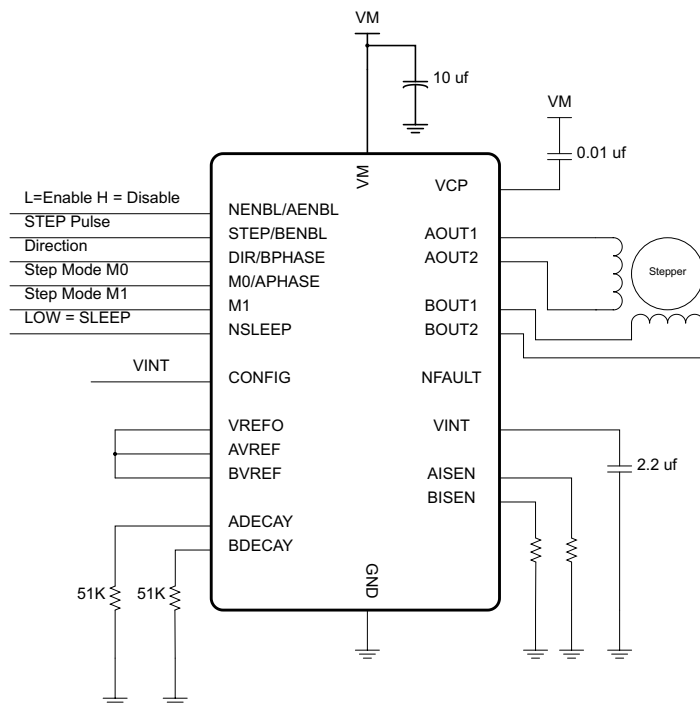 VM
10 uf
VM
0.01 uf
VM
VCP
L=Enable H = Disable
NENBL/AENBL
STEP Pulse
STEP/BENBL
AOUT1
Direction
DIR/BPHASE
AOUT2
Stepper
Step Mode M0
M0/APHASE
Step Mode M1
M1
BOUT1
LOW = SLEEP
NSLEEP
BOUT2
VINT
CONFIG
NFAULT
VREFO
VINT
AVREF
2.2 uf
BVREF
AISEN
BISEN
ADECAY
BDECAY
51K
51K
GND